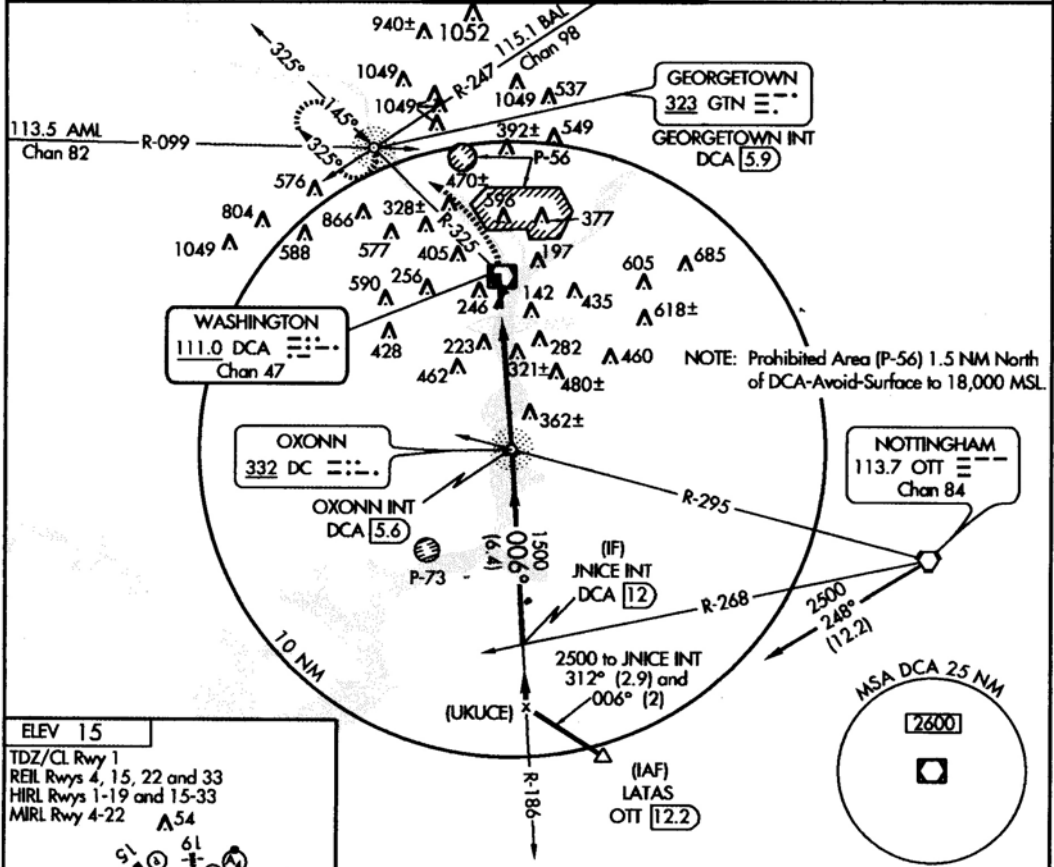 940±
1052
115.1 BAL
Chan 98
R-247
325°
145°
325°
1049
1049
1049
537
GEORGETOWN
323 GTN
GEORGETOWN INT
DCA 5.9
113.5 AML
Chan 82
R-099
392±
549
P-56
470±
576
596
377
804
866
328±
R-325
1049
588
577
405
197
590
256
605
685
246
142
435
618±
WASHINGTON
111.0 DCA
Chan 47
428
223
282
462
321±
460
480±
NOTE: Prohibited Area (P-56) 1.5 NM North
of DCA-Avoid-Surface to 18,000 MSL.
362±
OXONN
332 DC
OXONN INT
DCA 5.6
NOTTINGHAM
113.7 OTT
Chan 84
R-295
P-73
1500
006°
(6.4)
(IF)
JNICE INT
DCA 12
R-268
2500
248°
(12.2)
10 NM
2500 to JNICE INT
312° (2.9) and
006° (2)
(UKUCE)
MSA DCA 25 NM
2600
(IAF)
LATAS
OTT 12.2
R-186
ELEV 15
TDZ/CL Rwy 1
REIL Rwys 4, 15, 22 and 33
HIRL Rwys 1-19 and 15-33
MIRL Rwy 4-22
54
15
19